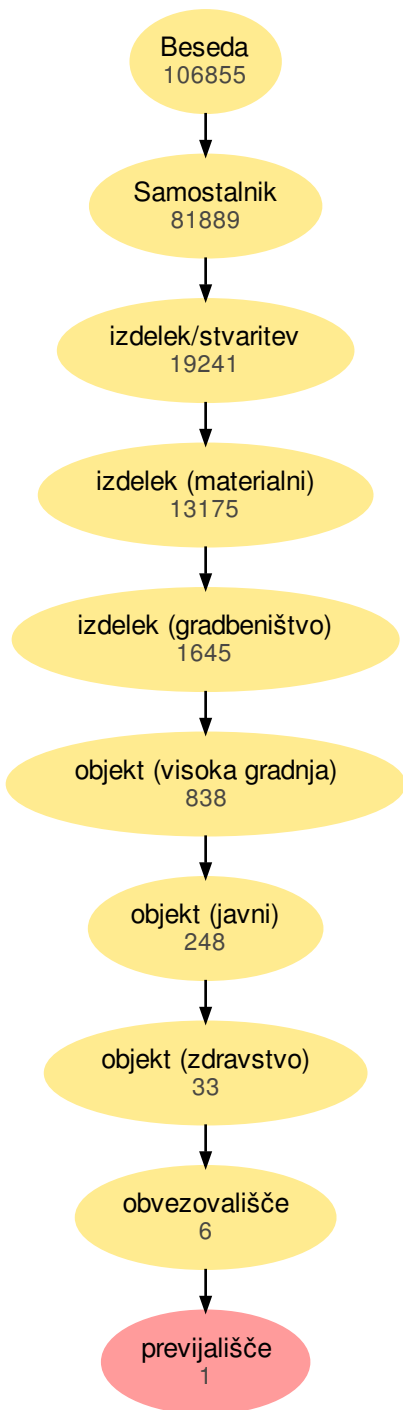 Beseda
106855
Samostalnik
81889
izdelek/stvaritev
19241
izdelek (materialni)
13175
izdelek (gradbeništvo)
1645
objekt (visoka gradnja)
838
objekt (javni)
248
objekt (zdravstvo)
33
obvezovališče
6
previjališče
1